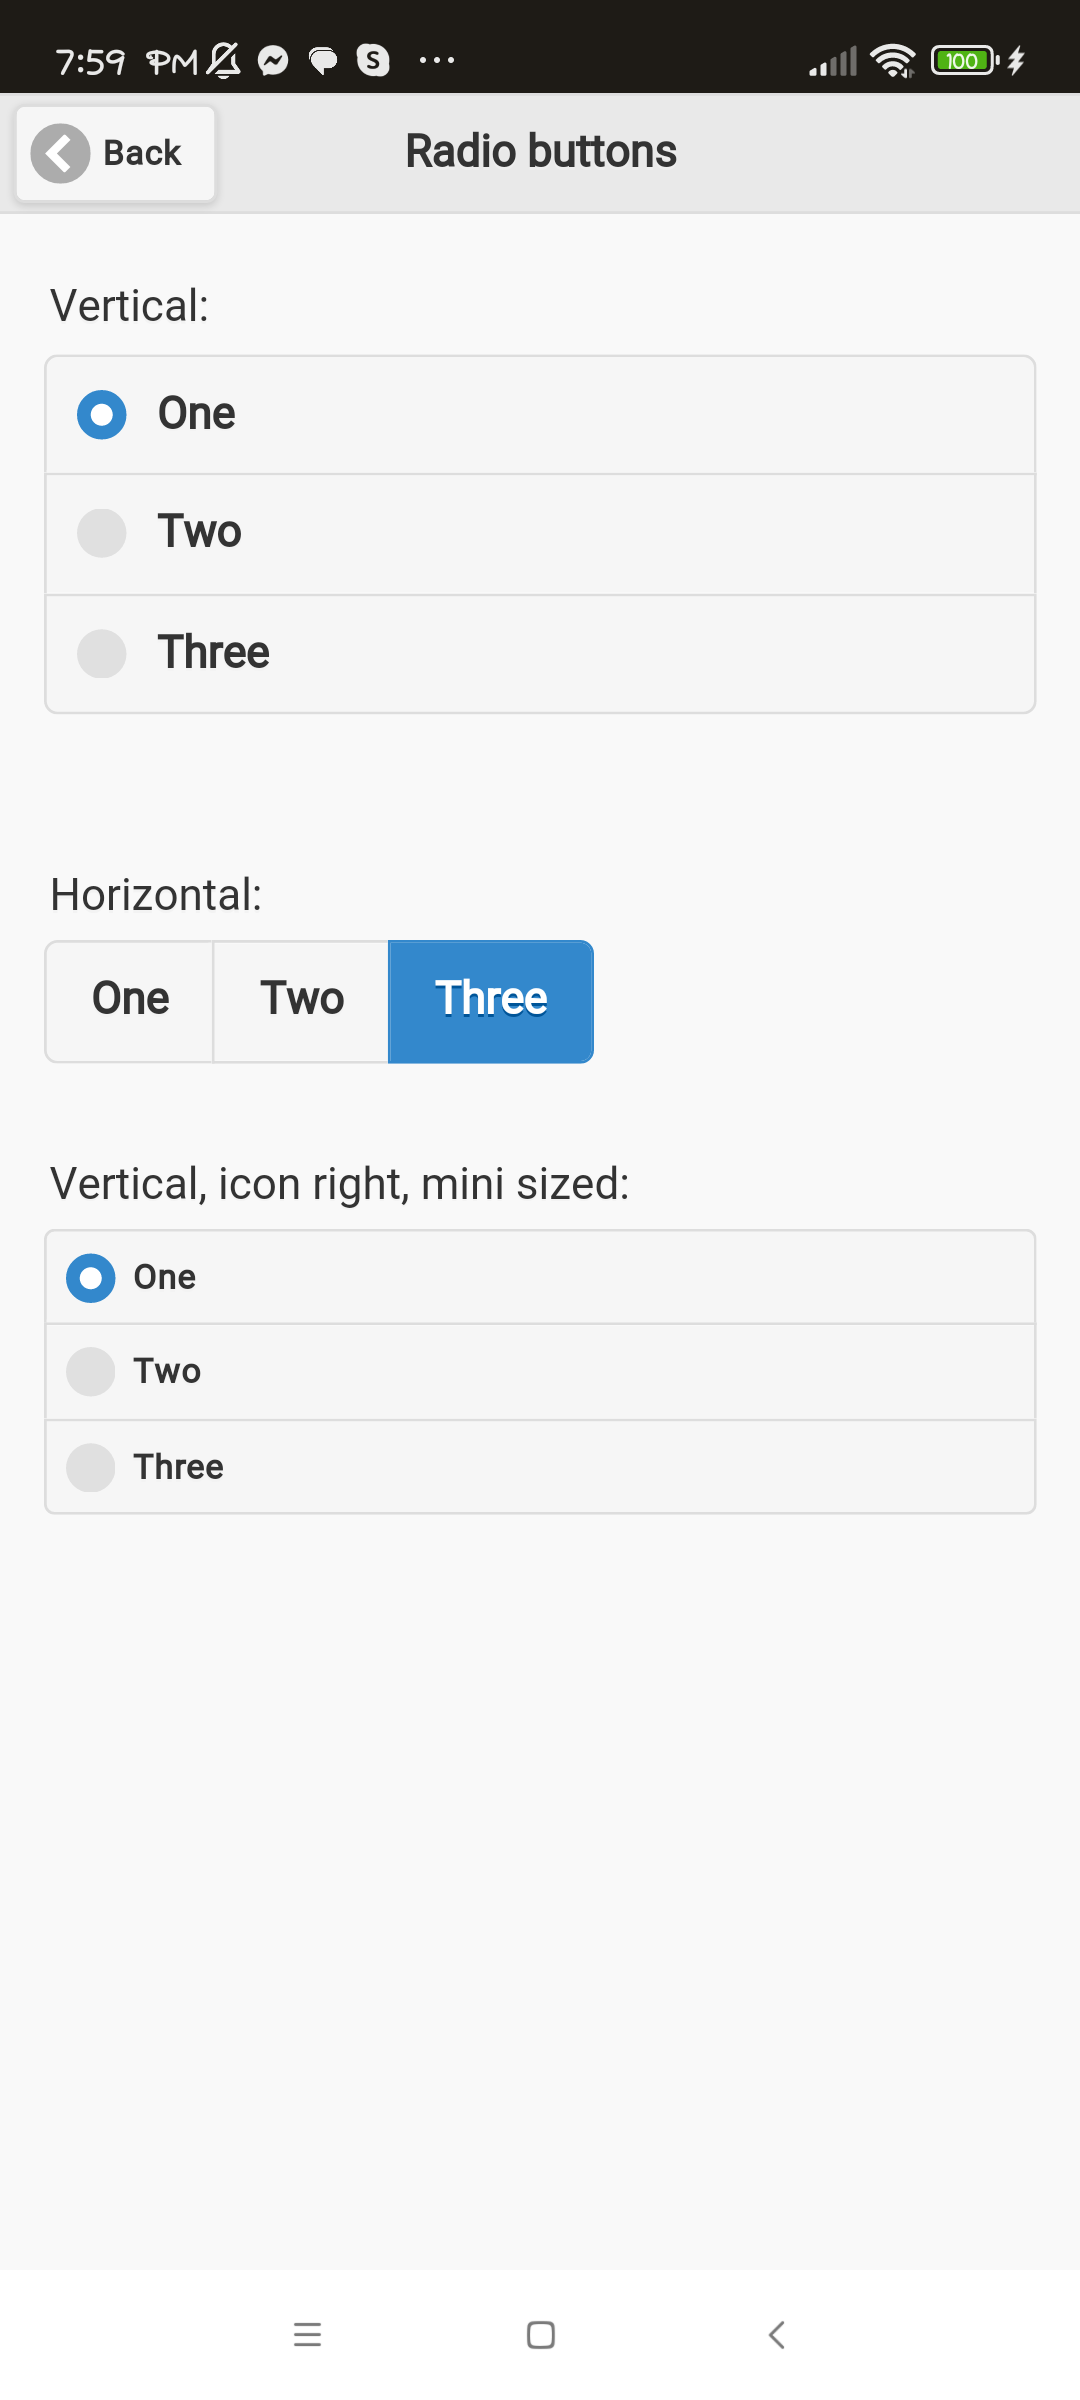 7:59 PM S ... 100
Back
Radio buttons
Vertical:
One
Two
Three
Horizontal:
One Two Three
Vertical, icon right, mini sized:
One
Two
Three